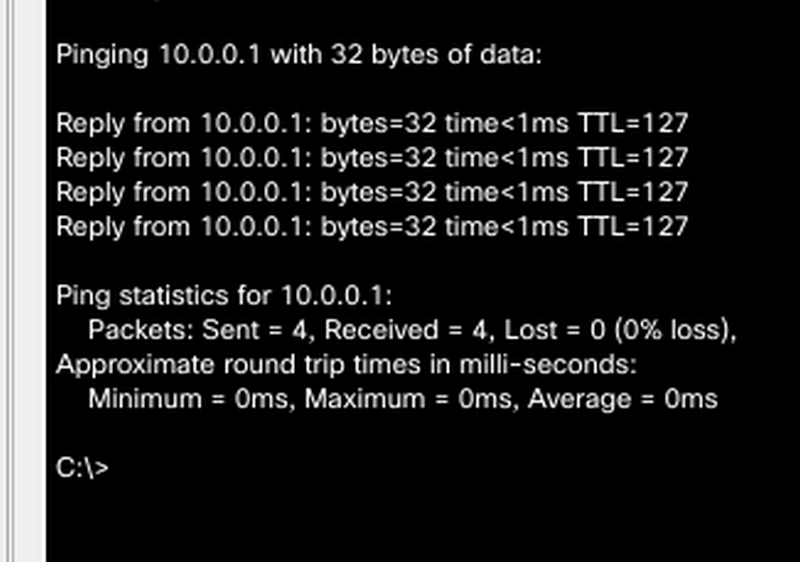 Pinging 10.0.0.1 with 32 bytes of data:
Reply from 10.0.0.1: bytes=32 time<1ms TTL=127
Reply from 10.0.0.1: bytes=32 time<1ms TTL=127
Reply from 10.0.0.1: bytes=32 time<1ms TTL=127
Reply from 10.0.0.1: bytes=32 time<1ms TTL=127
Ping statistics for 10.0.0.1:
Packets: Sent = 4, Received = 4, Lost = 0 (0% loss),
Approximate round trip times in milli-seconds:
Minimum = 0ms, Maximum = 0ms, Average = 0ms
C:\>